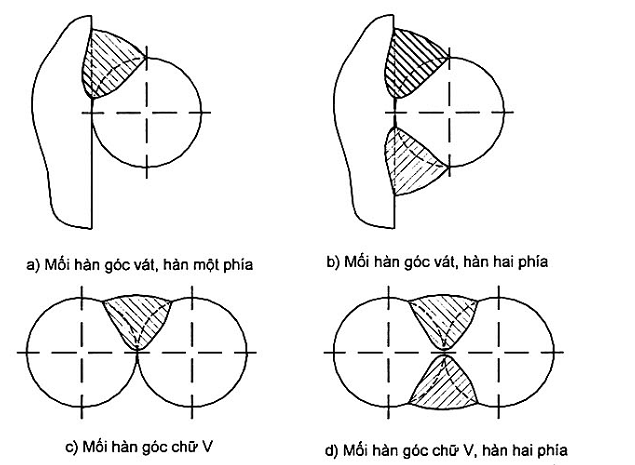 a) Mối hàn góc vát, hàn một phía
b) Mối hàn góc vát, hàn hai phía
c) Mối hàn góc chữ V
d) Mối hàn góc chữ V, hàn hai phía